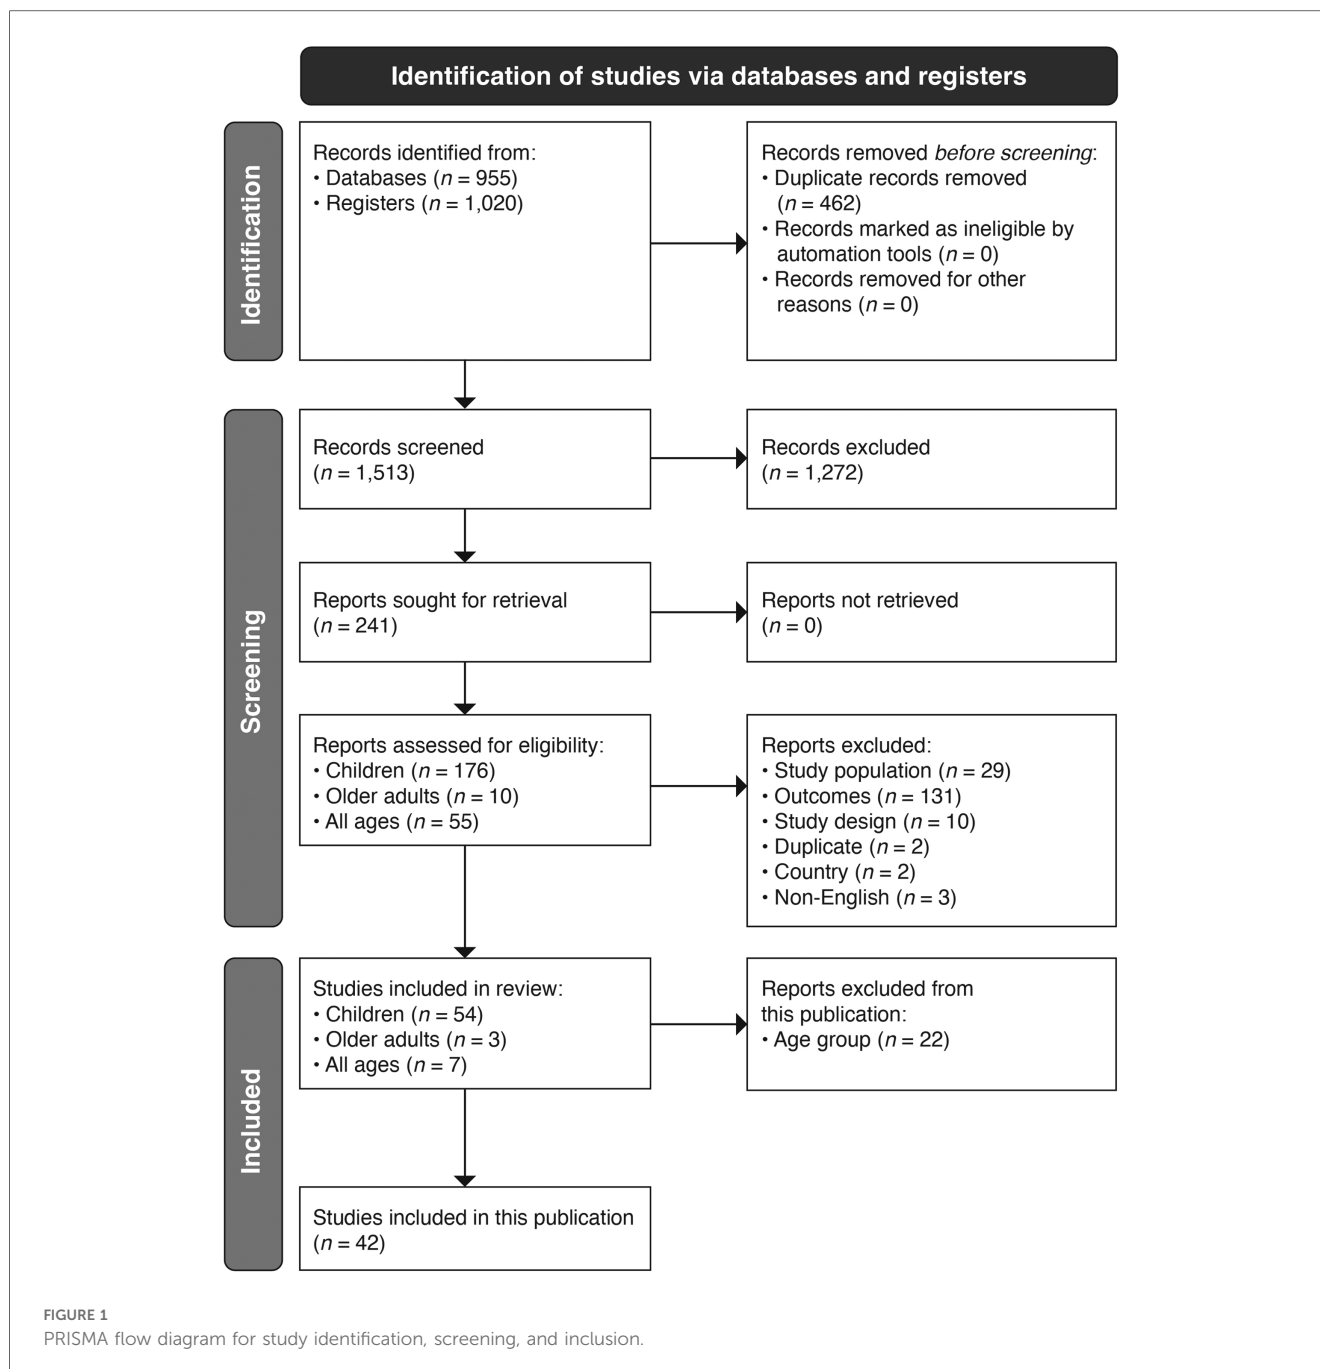 Identification of studies via databases and registers
Identification
Records identified from:
• Databases (n = 955)
• Registers (n = 1,020)
Records removed before screening:
• Duplicate records removed
(n = 462)
• Records marked as ineligible by
automation tools (n = 0)
• Records removed for other
reasons (n = 0)
Screening
Records screened
(n = 1,513)
Records excluded
(n = 1,272)
Reports sought for retrieval
(n = 241)
Reports not retrieved
(n = 0)
Reports assessed for eligibility:
• Children (n = 176)
• Older adults (n = 10)
• All ages (n = 55)
Reports excluded:
• Study population (n = 29)
• Outcomes (n = 131)
• Study design (n = 10)
• Duplicate (n = 2)
• Country (n = 2)
• Non-English (n = 3)
Included
Studies included in review:
• Children (n = 54)
• Older adults (n = 3)
• All ages (n = 7)
Reports excluded from
this publication:
• Age group (n = 22)
Studies included in this publication
(n = 42)
FIGURE 1
PRISMA flow diagram for study identification, screening, and inclusion.